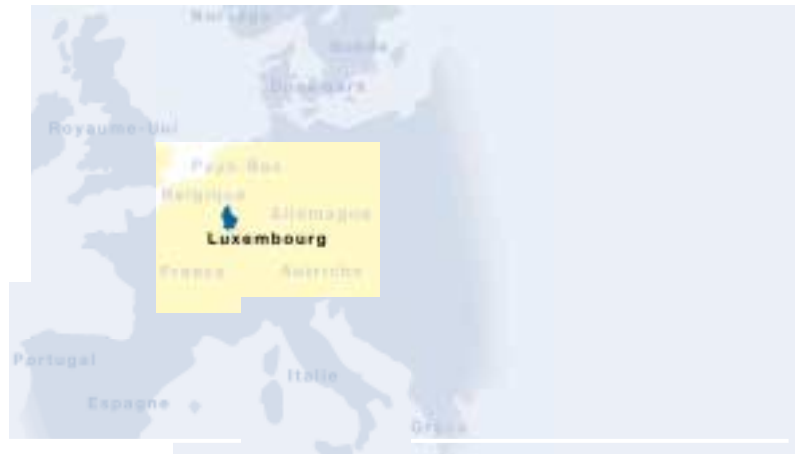 Norvège
Suède
Danemark
Royaume-Uni
Pays-Bas
Belgique
Allemagne
Luxembourg
France
Autriche
Portugal
Italie
Espagne
Grèce